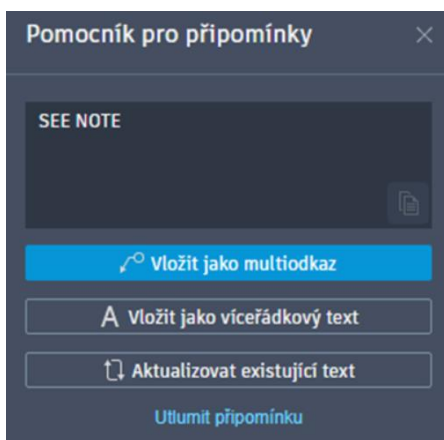 Pomocník pro připomínky
SEE NOTE
Vložit jako multiodkaz
A Vložit jako víceřádkový text
Aktualizovat existující text
Utlumit připomínku